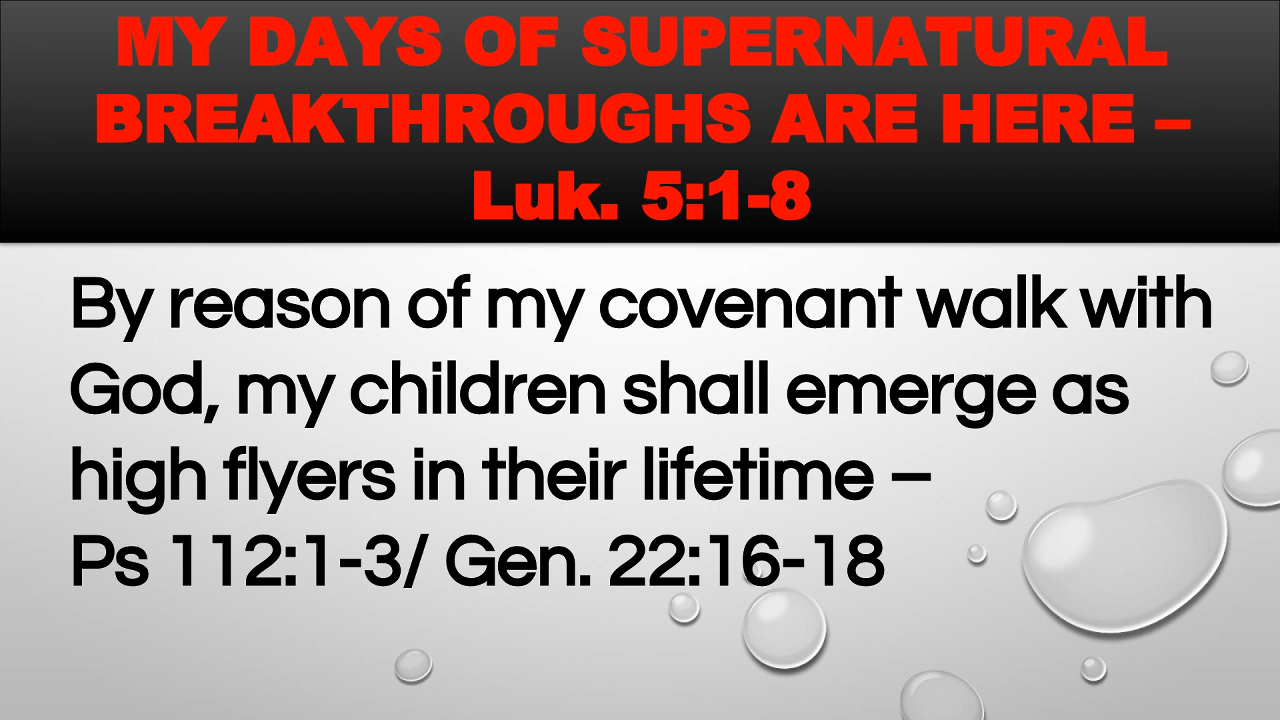 MY DAYS OF SUPERNATURAL
BREAKTHROUGHS ARE HERE –
Luk. 5:1-8
By reason of my covenant walk with
God, my children shall emerge as
high flyers in their lifetime –
Ps 112:1-3/ Gen. 22:16-18